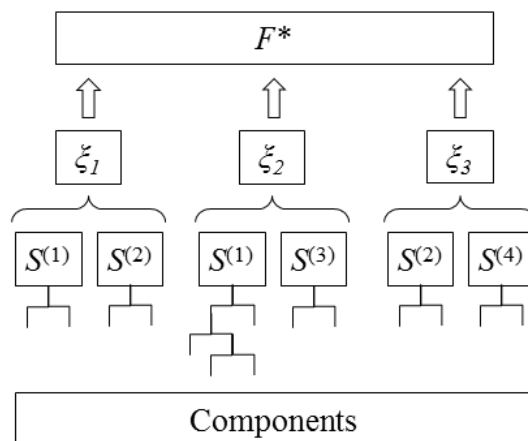 F*
ξ1 ξ2 ξ3
S(1) S(2) S(1) S(3) S(2) S(4)
Components